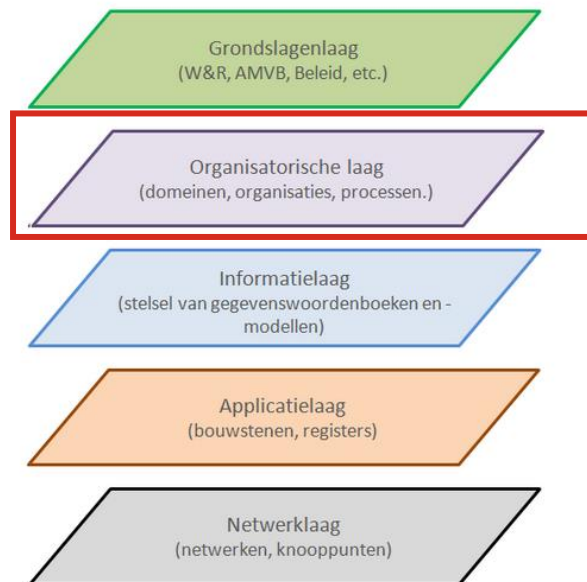 Grondslagenlaag
(W&R, AMVB, Beleid, etc.)
Organisatorische laag
(domeinen, organisaties, processen.)
Informatielaag
(stelsel van gegevenswoordenboeken en -
modellen)
Applicatielaag
(bouwstenen, registers)
Netwerklaag
(netwerken, knooppunten)